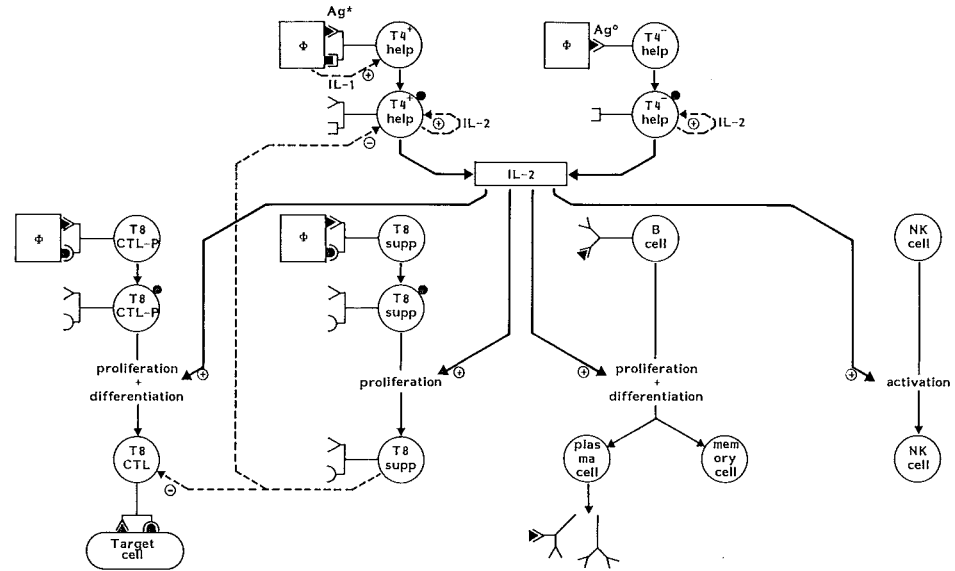 Ag*
Φ
T4+
help
IL-1
⊕
T4+
help
⊕
IL-2
⊖
Ag°
Φ
T4−
help
T4−
help
⊕
IL-2
IL-2
Φ
T8
CTL-P
T8
CTL-P
proliferation
+
differentiation
⊕
T8
CTL
⊖
Target
cell
Φ
T8
supp
T8
supp
proliferation
⊕
T8
supp
B
cell
proliferation
+
differentiation
⊕
plas
ma
cell
mem
ory
cell
NK
cell
⊕
activation
NK
cell